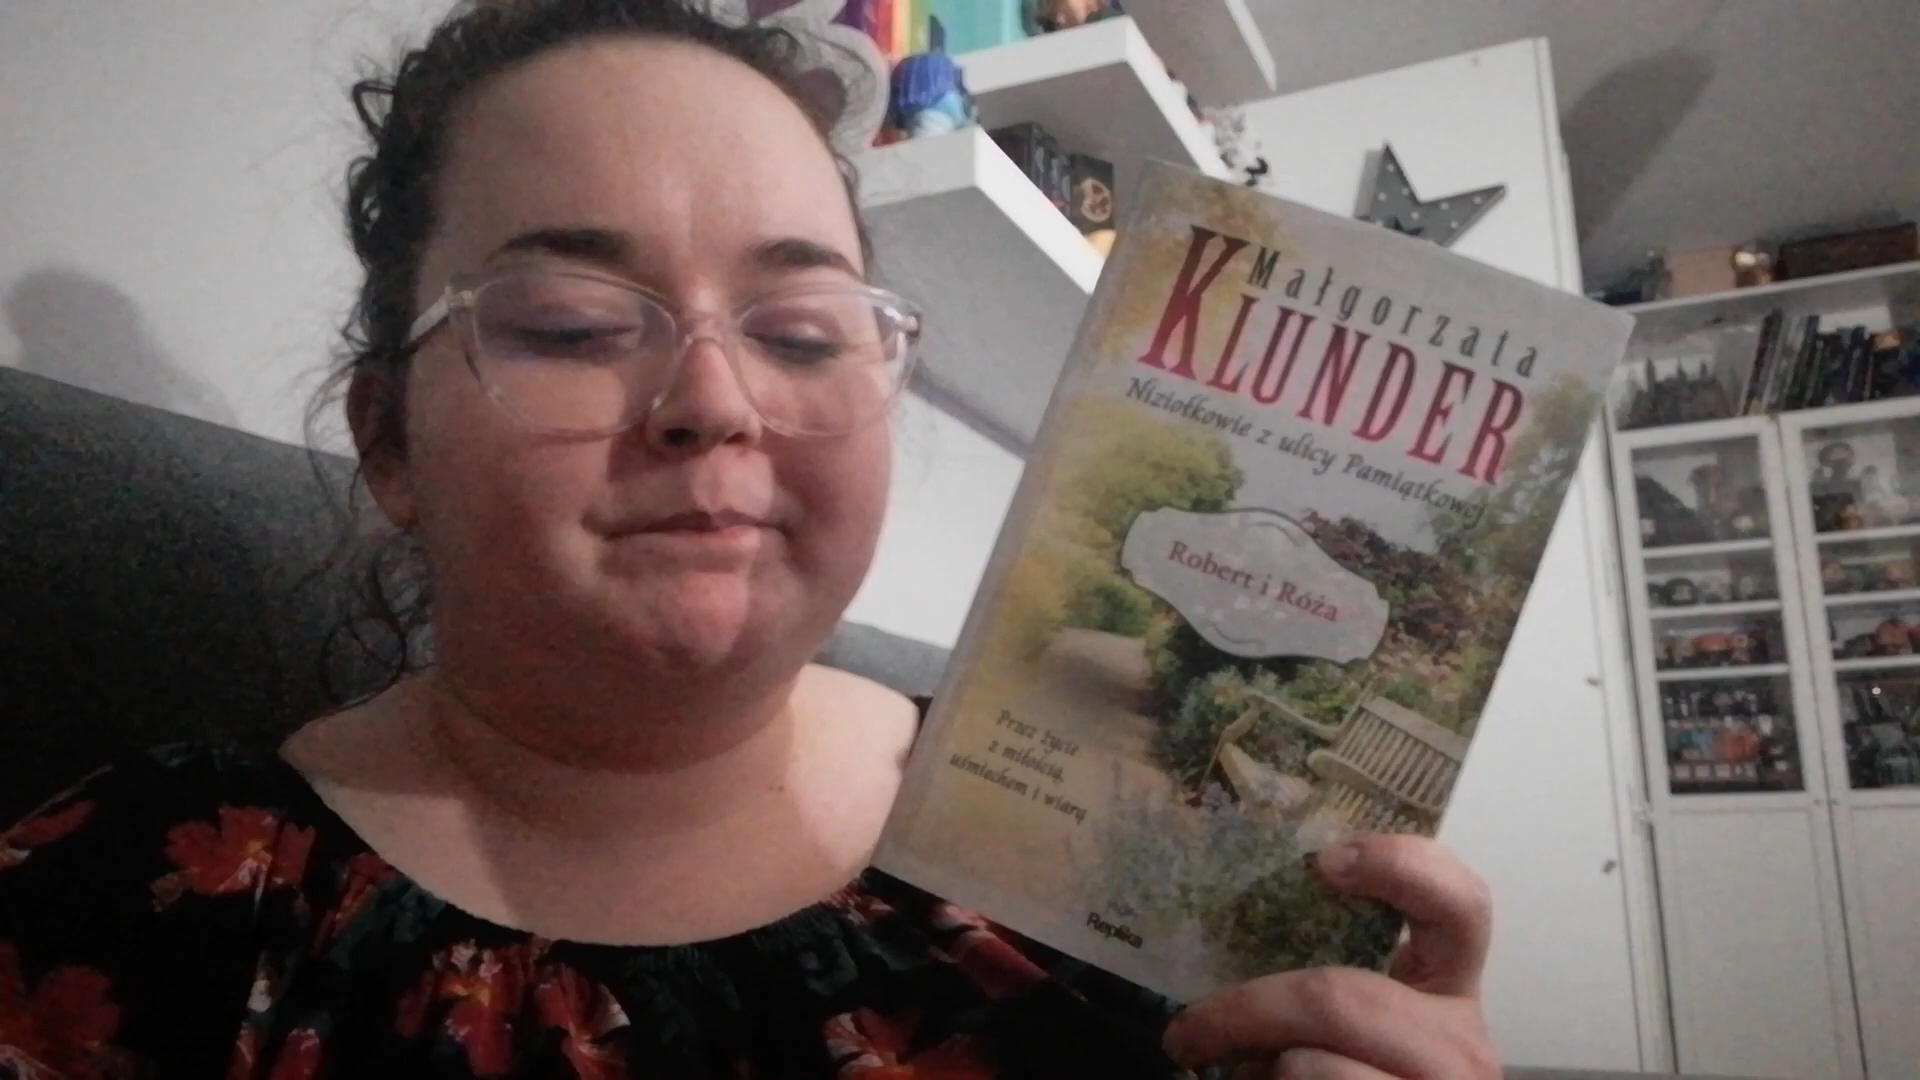 Małgorzata
KLUNDER
Niziołkowie z ulicy Pamiątkowej
Robert i Róża
Przez życie
z miłością,
uśmiechem i wiarą
Replika